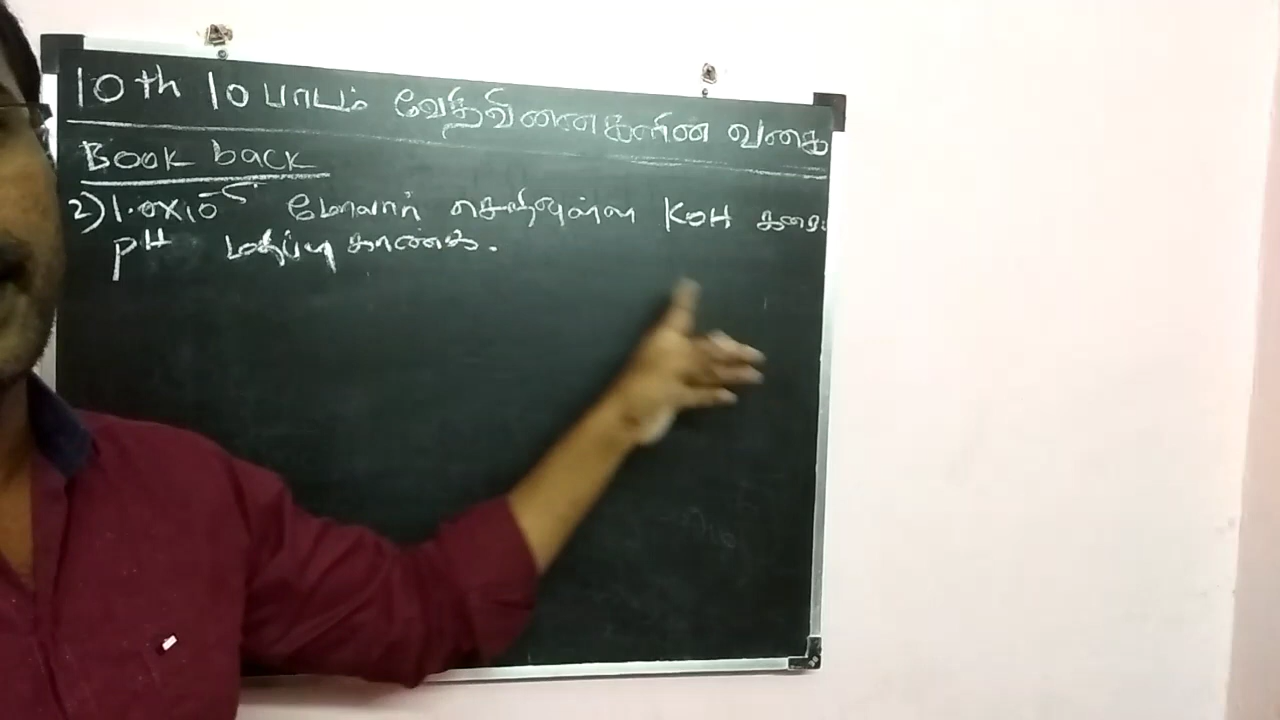 10th 10 பாடம் வேதிவினைகளின் வகை
Book back
2) 1.0x10⁻⁵ மோலார் செறிவுள்ள KOH கரை
pH மதிப்பு காண்க.